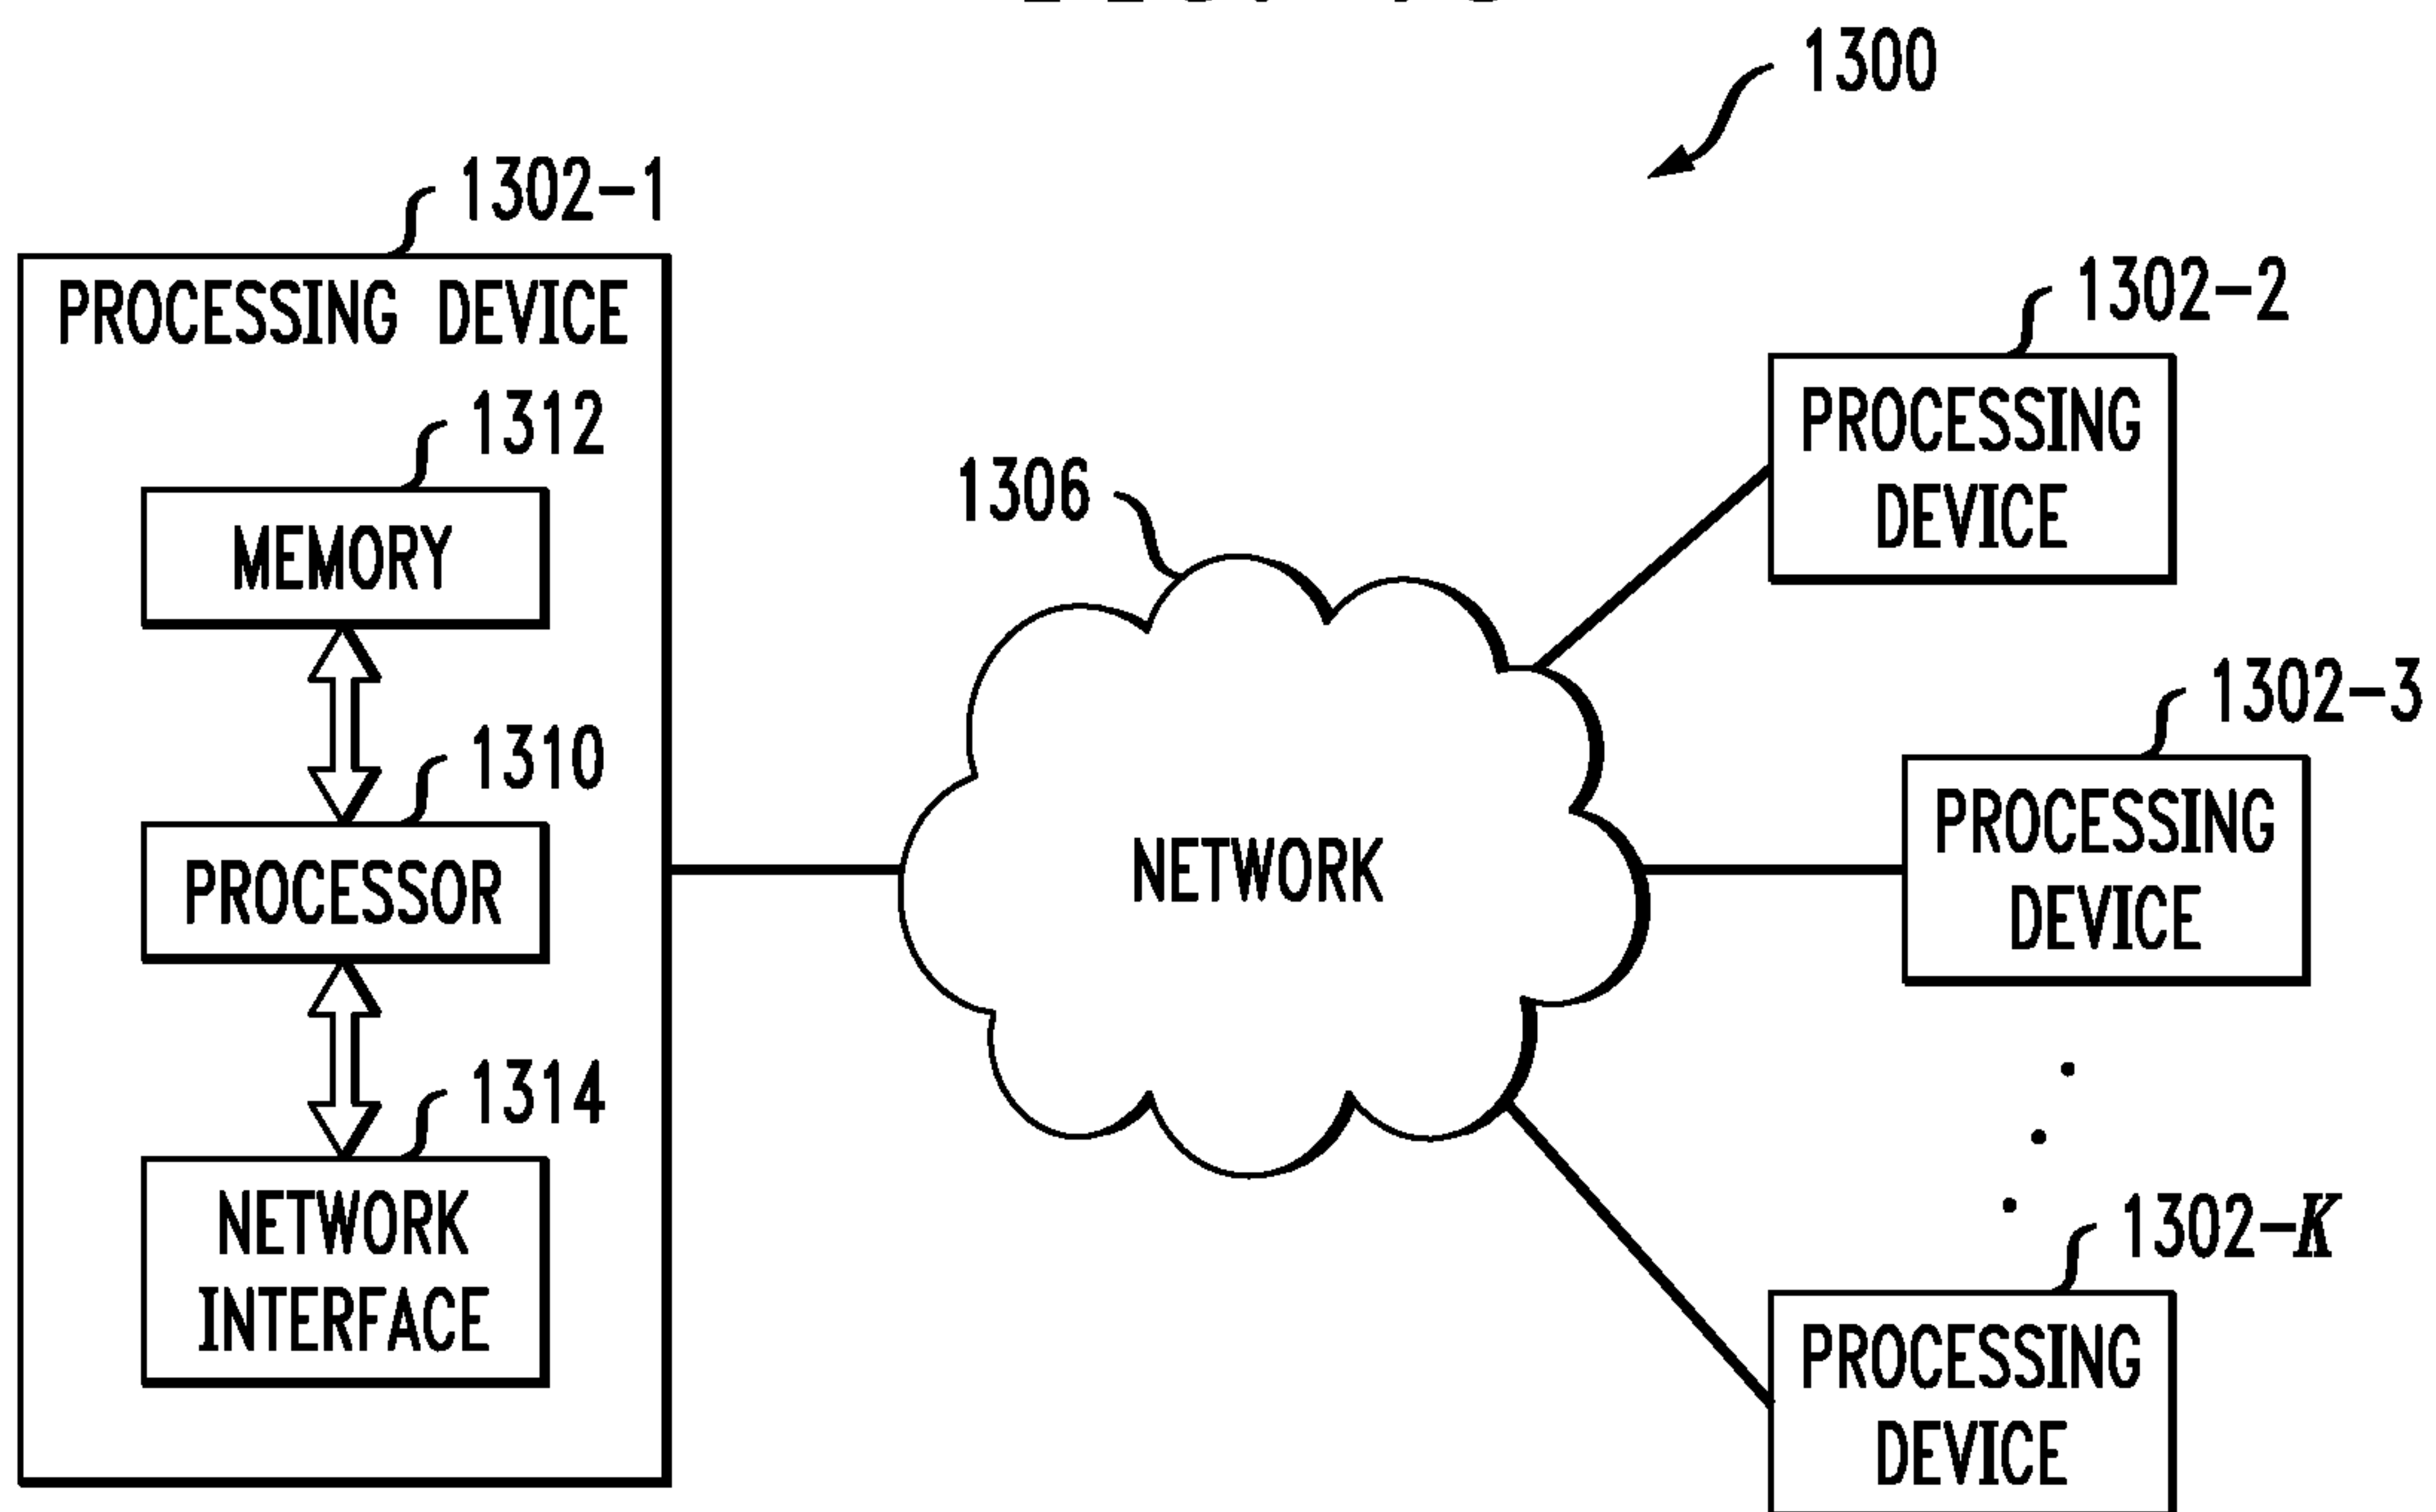 1300
1302-1
PROCESSING DEVICE
1312
MEMORY
1310
PROCESSOR
1314
NETWORK
INTERFACE
1306
NETWORK
1302-2
PROCESSING
DEVICE
1302-3
PROCESSING
DEVICE
1302-K
PROCESSING
DEVICE